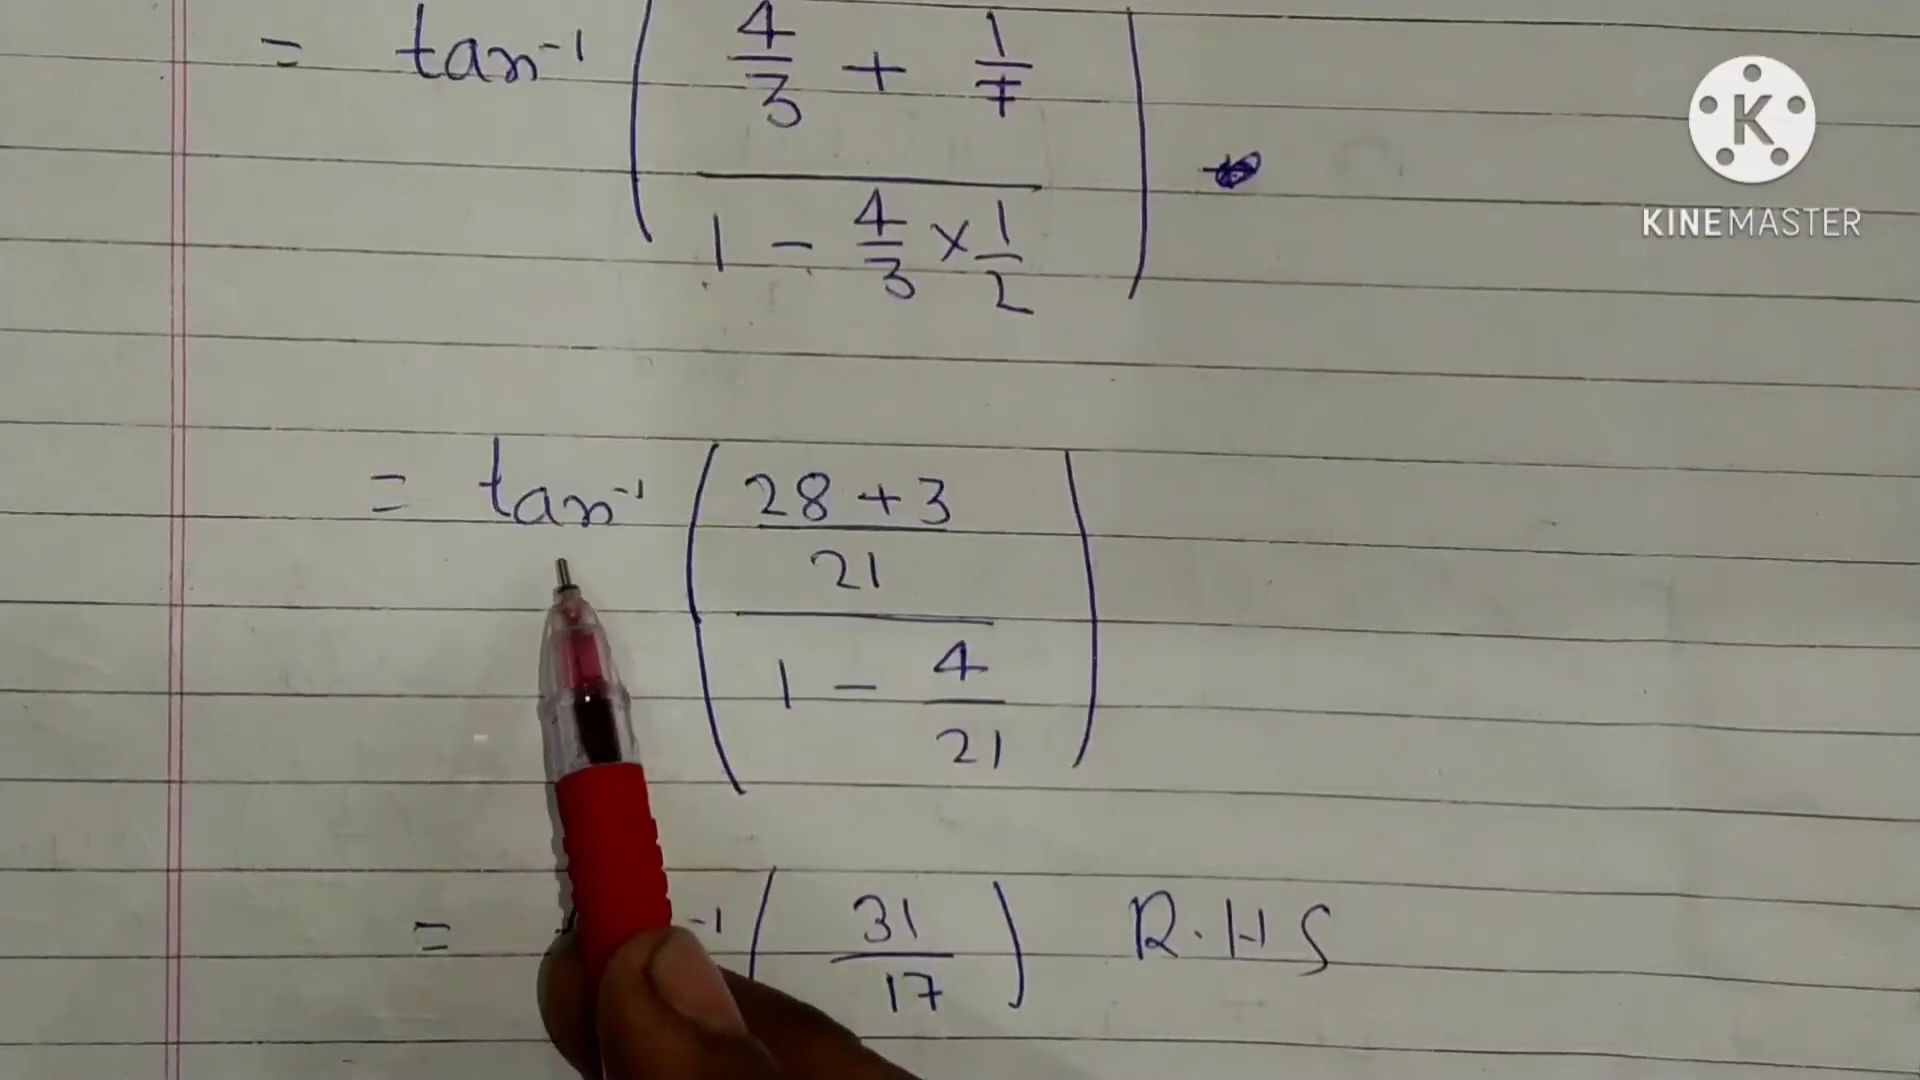 = tan⁻¹ ( (4/3 + 1/7) / (1 - 4/3 × 1/2) )
K
KINEMASTER
= tan⁻¹ ( ((28 + 3)/21) / (1 - 4/21) )
= ⁻¹ ( 31/17 ) R.H.S